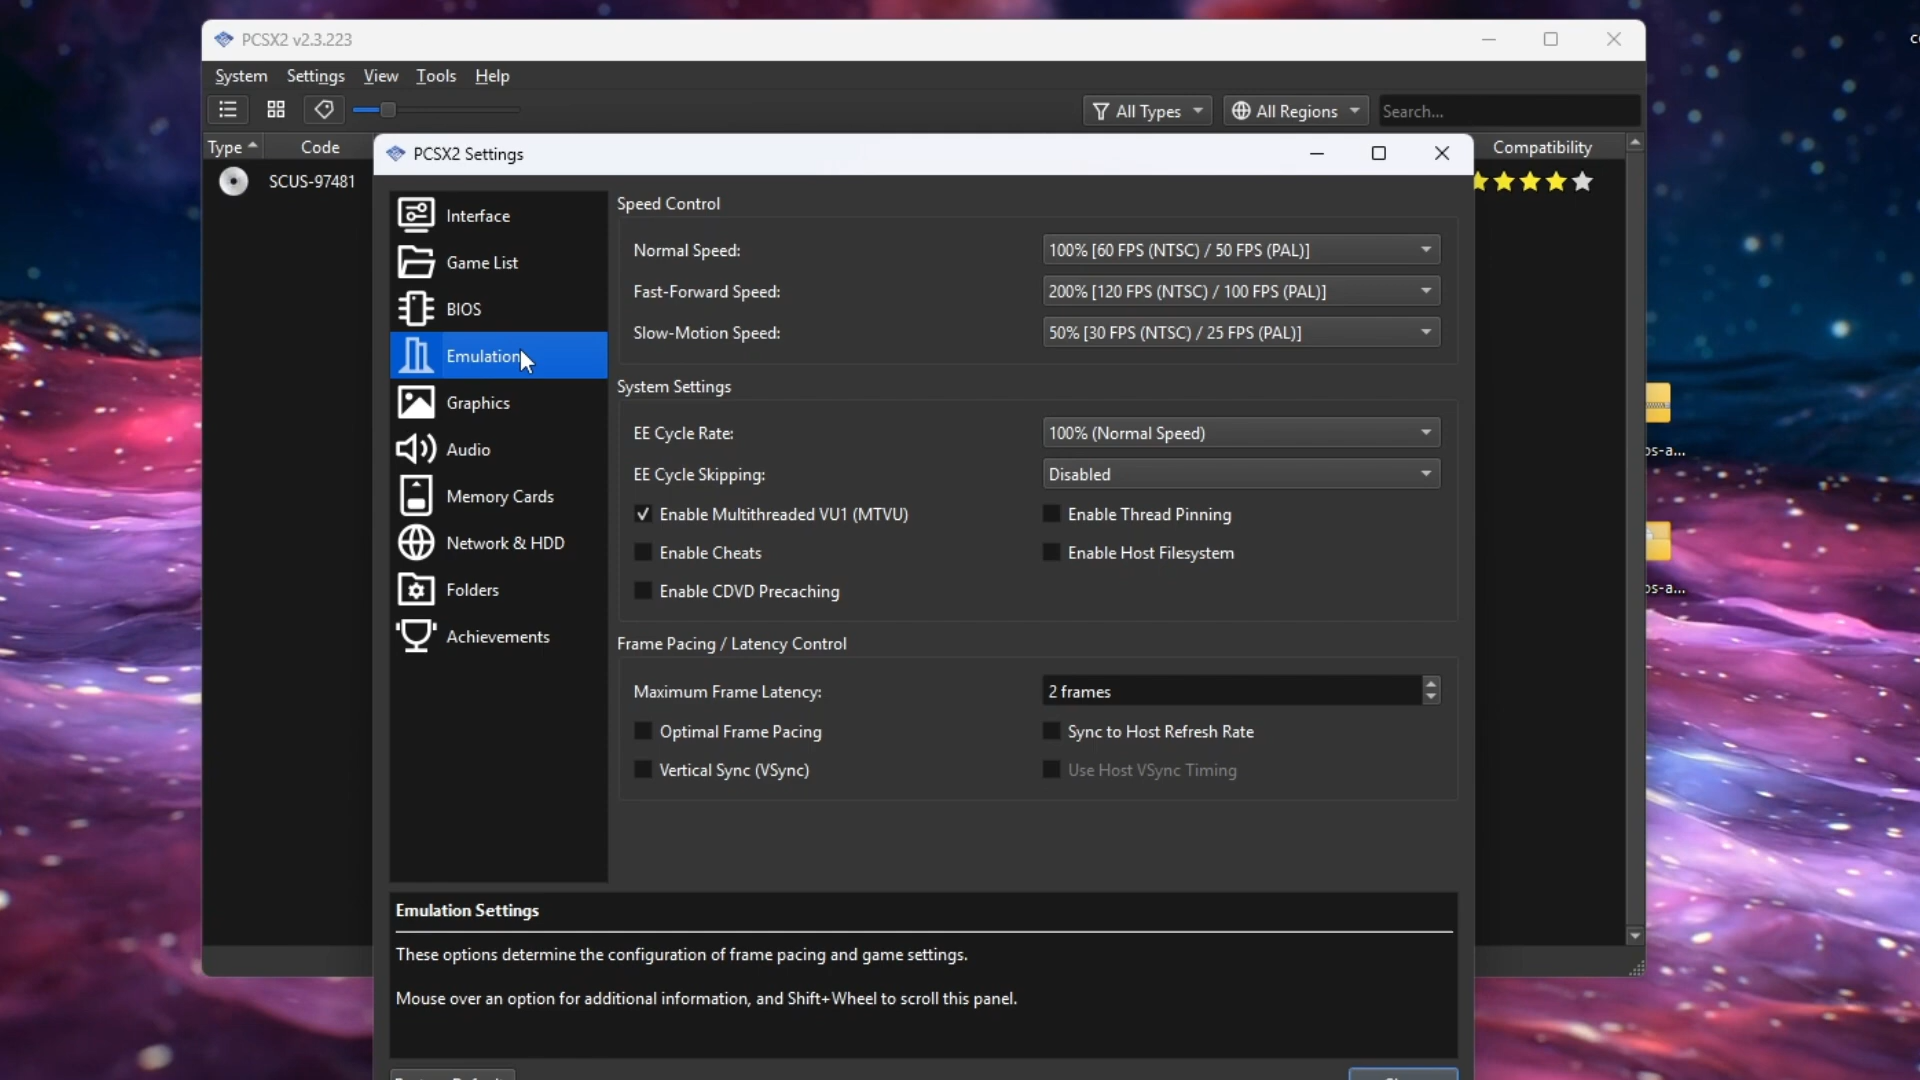 PCSX2 v2.3.223
System Settings View Tools Help
All Types All Regions Search...
Type Code Compatibility
SCUS-97481
PCSX2 Settings
Interface
Game List
BIOS
Emulation
Graphics
Audio
Memory Cards
Network & HDD
Folders
Achievements
Speed Control
Normal Speed: 100% [60 FPS (NTSC) / 50 FPS (PAL)]
Fast-Forward Speed: 200% [120 FPS (NTSC) / 100 FPS (PAL)]
Slow-Motion Speed: 50% [30 FPS (NTSC) / 25 FPS (PAL)]
System Settings
EE Cycle Rate: 100% (Normal Speed)
EE Cycle Skipping: Disabled
Enable Multithreaded VU1 (MTVU) Enable Thread Pinning
Enable Cheats Enable Host Filesystem
Enable CDVD Precaching
Frame Pacing / Latency Control
Maximum Frame Latency: 2 frames
Optimal Frame Pacing Sync to Host Refresh Rate
Vertical Sync (VSync) Use Host VSync Timing
Emulation Settings
These options determine the configuration of frame pacing and game settings.
Mouse over an option for additional information, and Shift+Wheel to scroll this panel.